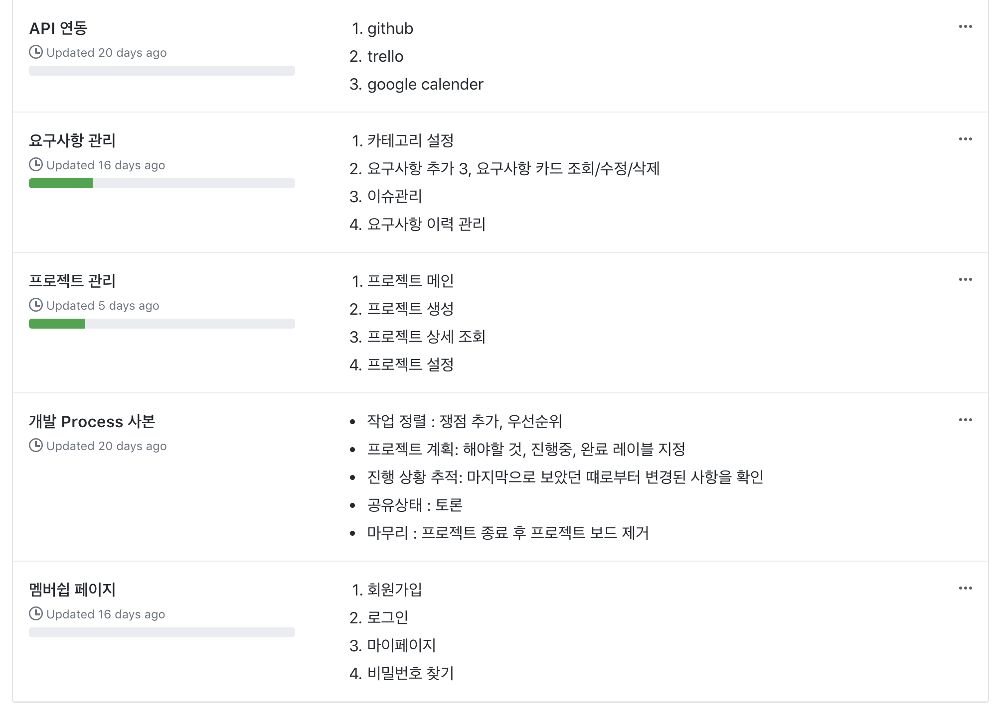 API 연동
Updated 20 days ago
1. github
2. trello
3. google calender
요구사항 관리
Updated 16 days ago
1. 카테고리 설정
2. 요구사항 추가 3, 요구사항 카드 조회/수정/삭제
3. 이슈관리
4. 요구사항 이력 관리
프로젝트 관리
Updated 5 days ago
1. 프로젝트 메인
2. 프로젝트 생성
3. 프로젝트 상세 조회
4. 프로젝트 설정
개발 Process 사본
Updated 20 days ago
• 작업 정렬 : 쟁점 추가, 우선순위
• 프로젝트 계획: 해야할 것, 진행중, 완료 레이블 지정
• 진행 상황 추적: 마지막으로 보았던 떄로부터 변경된 사항을 확인
• 공유상태 : 토론
• 마무리 : 프로젝트 종료 후 프로젝트 보드 제거
멤버쉽 페이지
Updated 16 days ago
1. 회원가입
2. 로그인
3. 마이페이지
4. 비밀번호 찾기